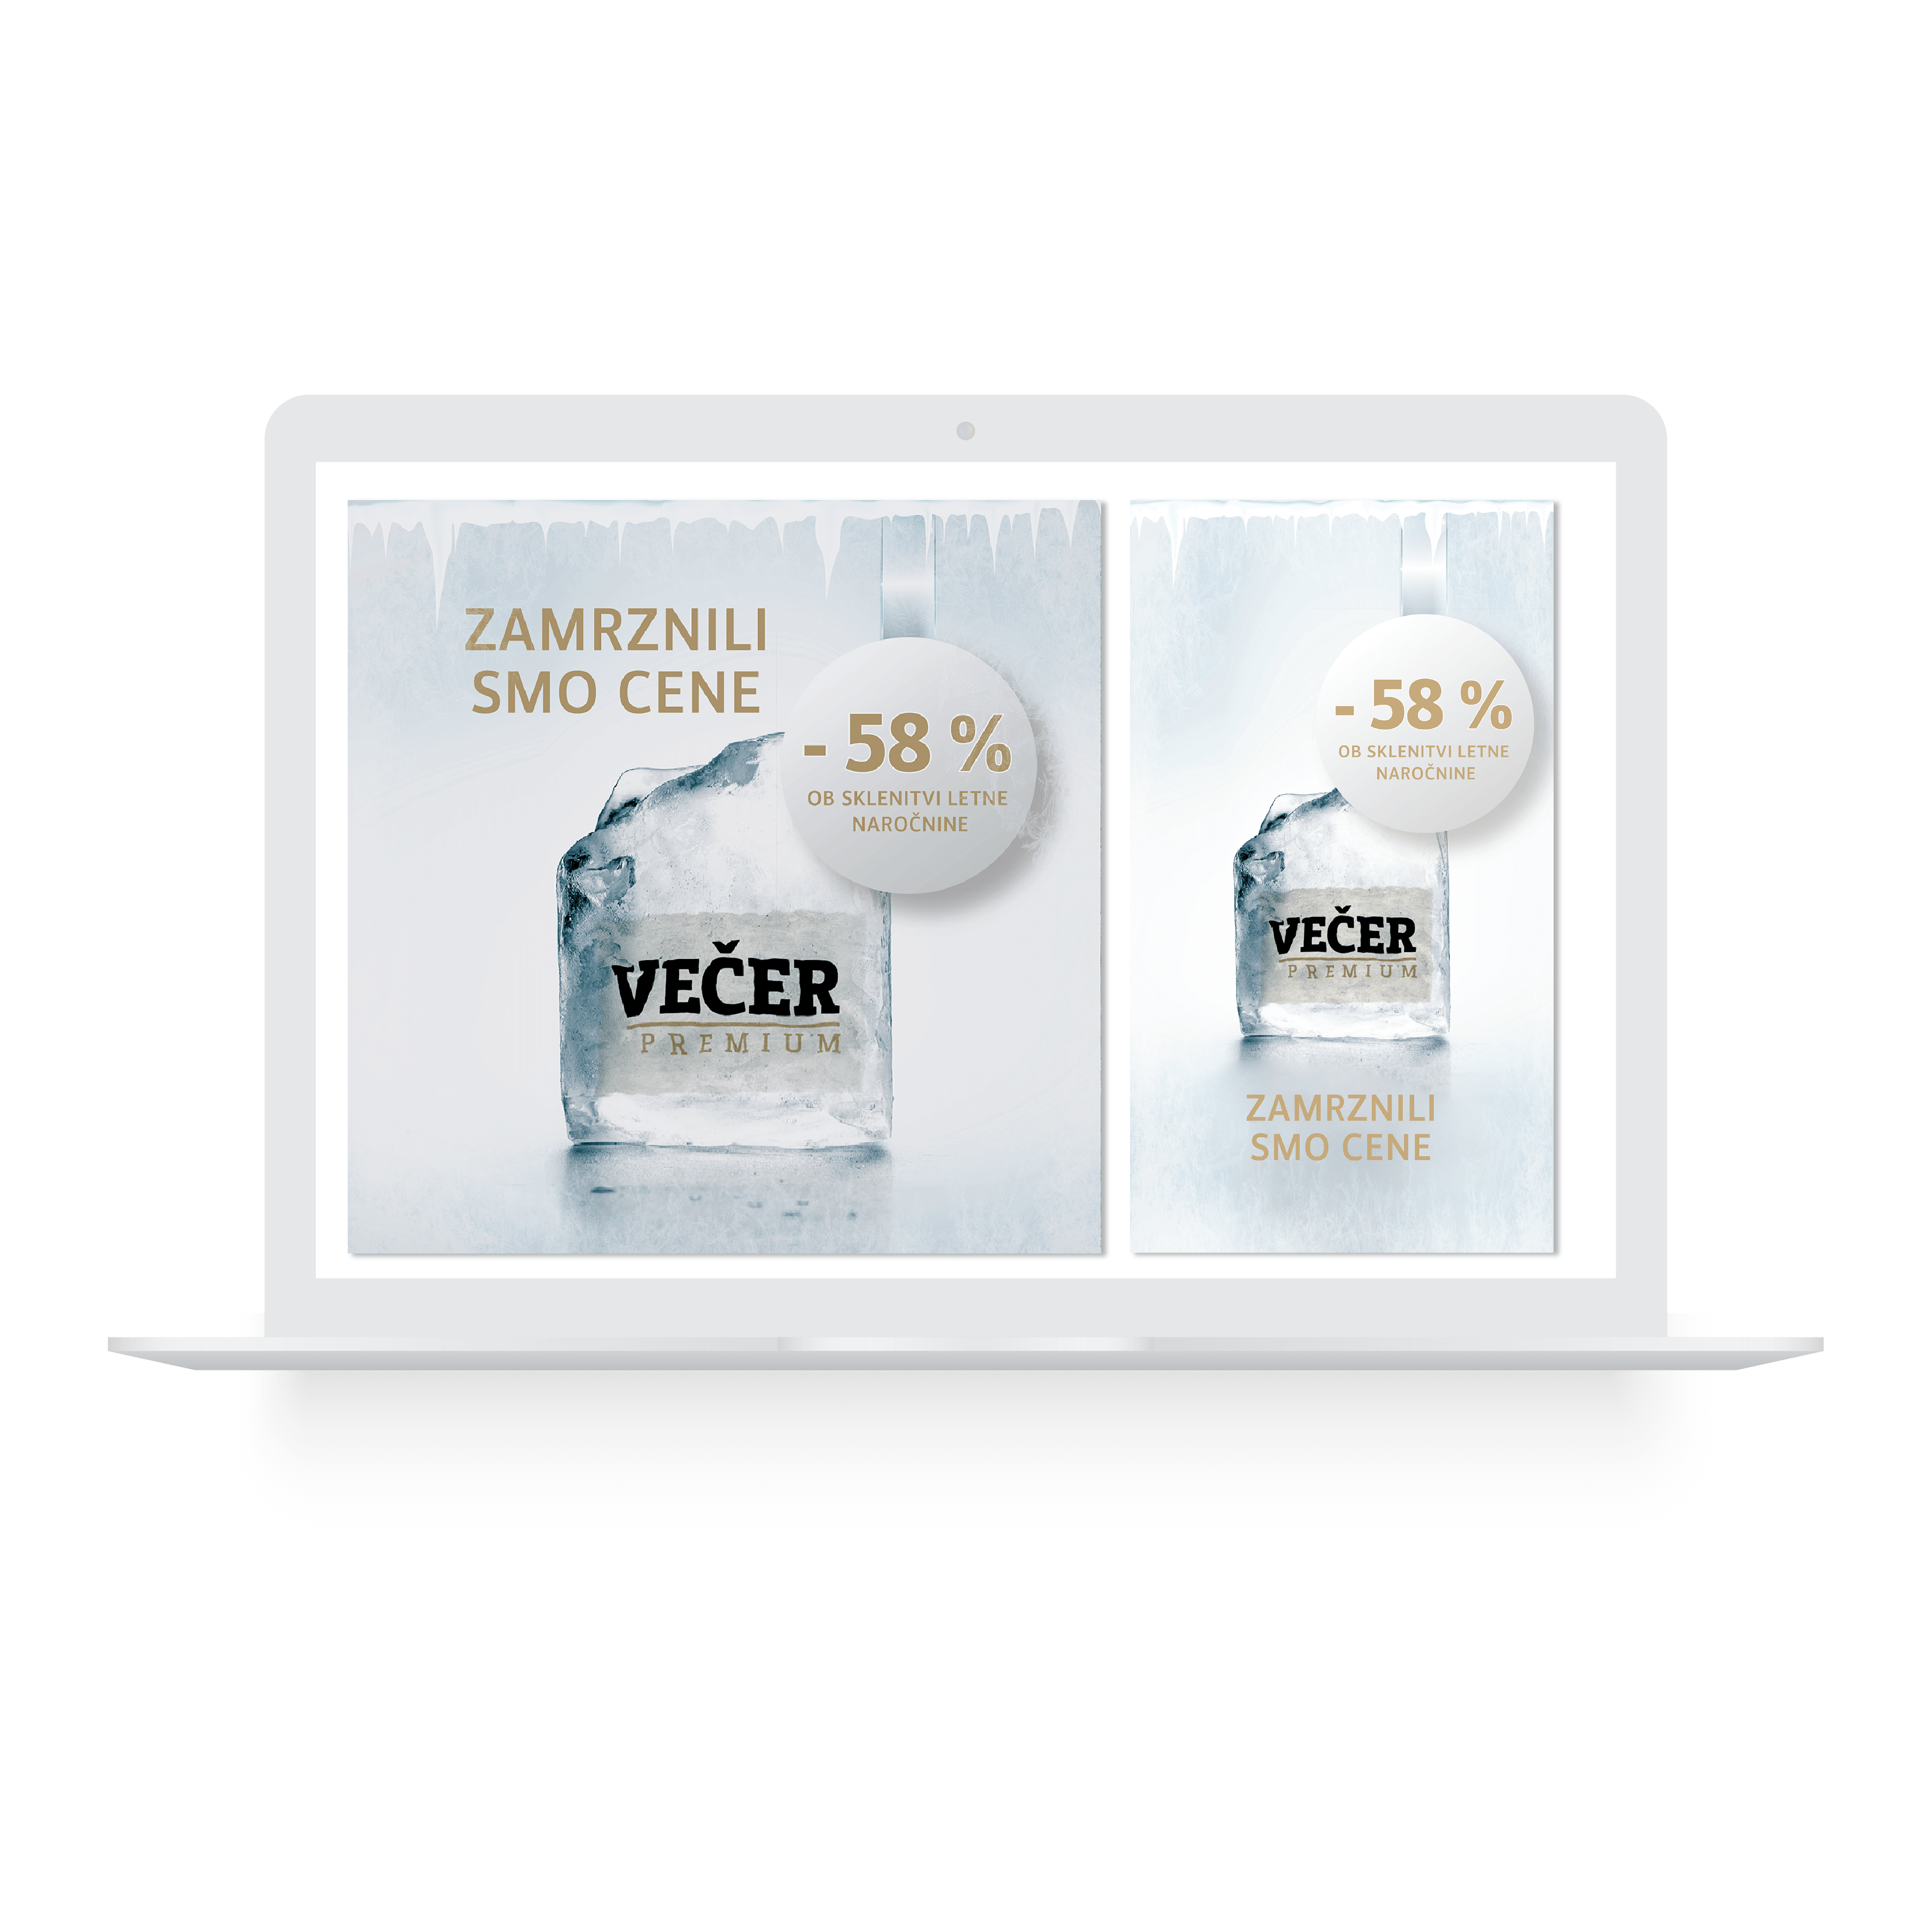 ZAMRZNILI
SMO CENE
- 58 %
OB SKLENITVI LETNE
NAROČNINE
VEČER
PREMIUM
- 58 %
OB SKLENITVI LETNE
NAROČNINE
VEČER
PREMIUM
ZAMRZNILI
SMO CENE